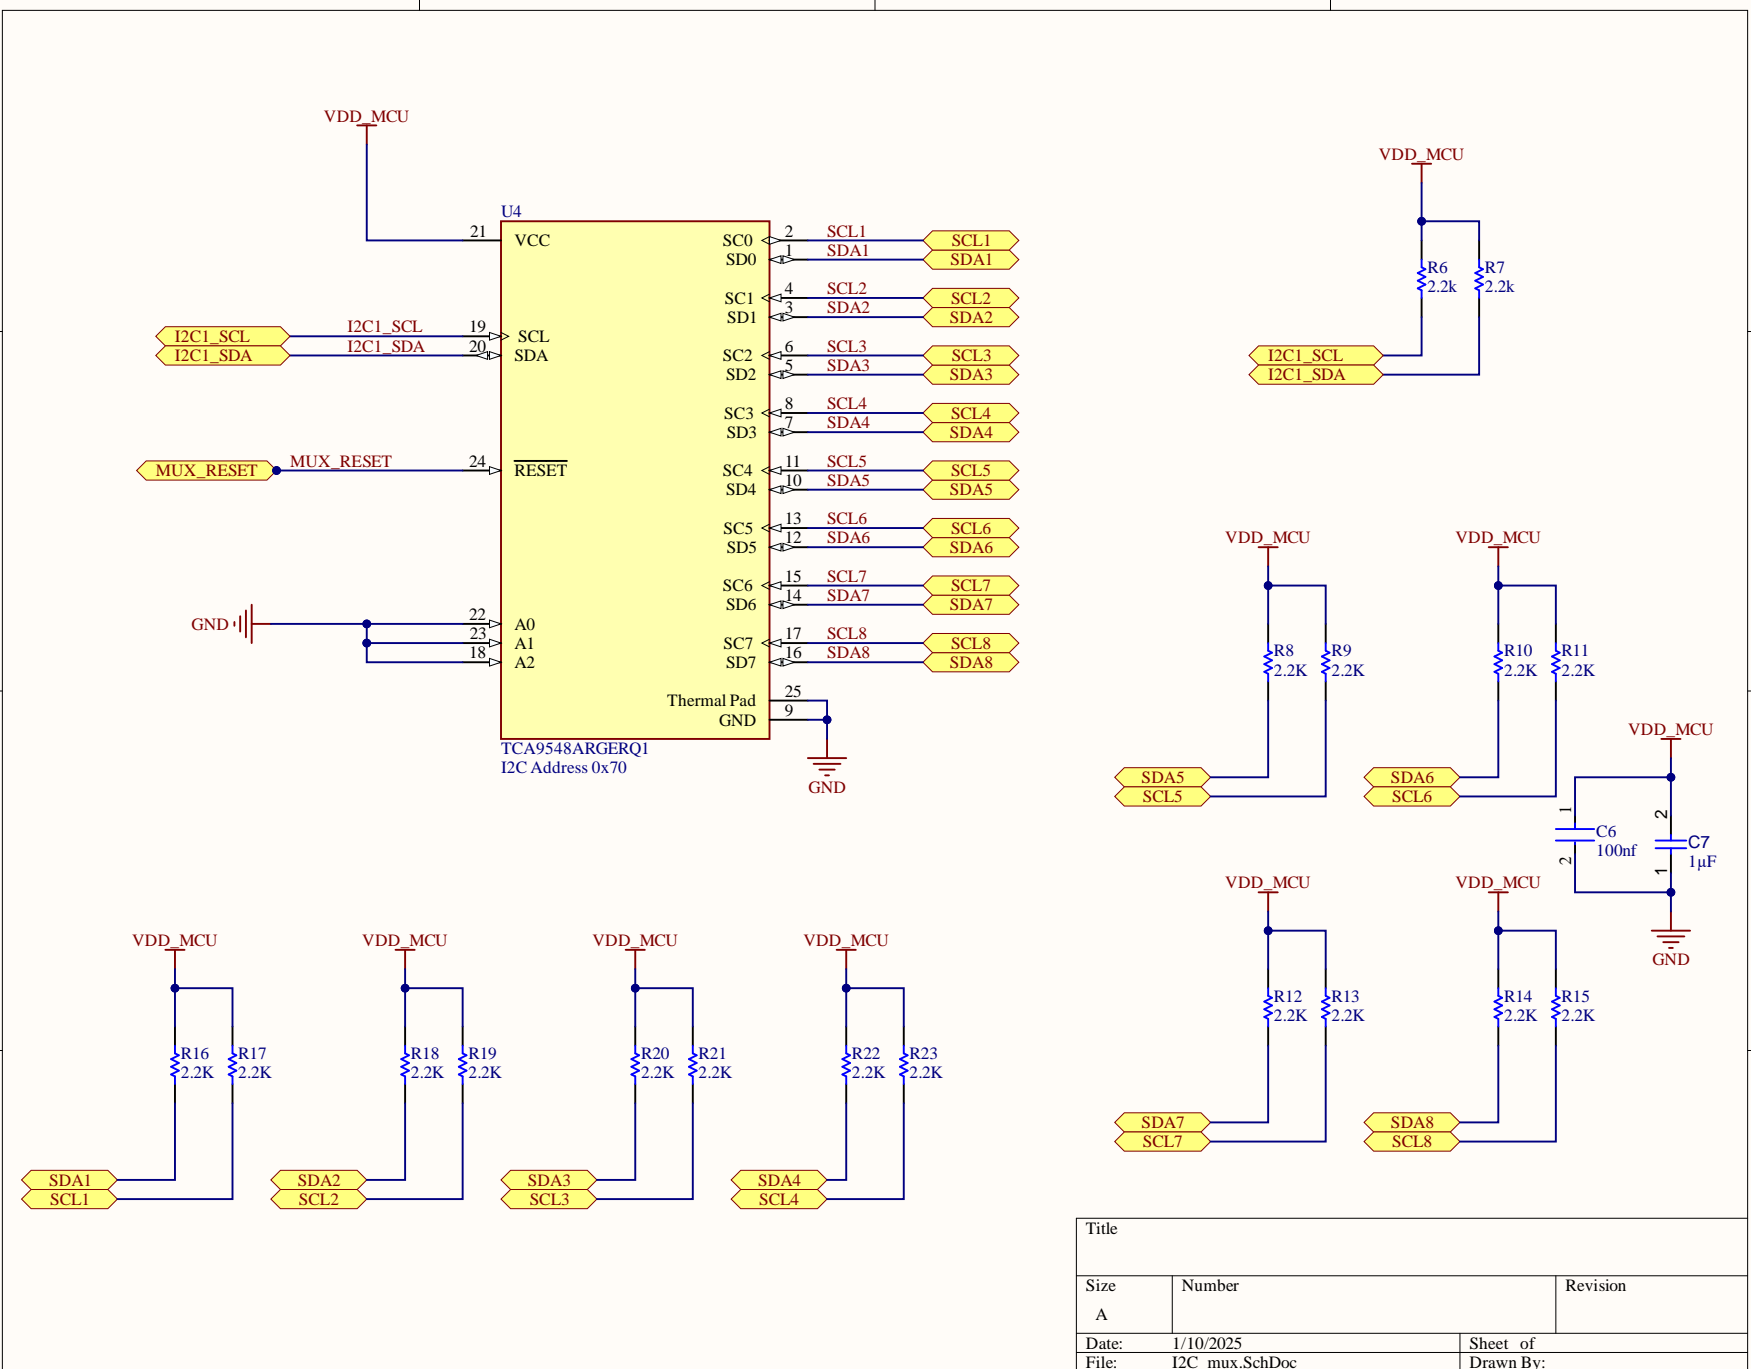 VDD_MCU
VDD_MCU
U4
21 VCC
SC0 2 SCL1 SCL1
SD0 1 SDA1 SDA1
SC1 4 SCL2 SCL2
SD1 3 SDA2 SDA2
R6 R7
2.2k 2.2k
I2C1_SCL I2C1_SCL 19 SCL
I2C1_SDA I2C1_SDA 20 SDA
SC2 6 SCL3 SCL3
SD2 5 SDA3 SDA3
I2C1_SCL
I2C1_SDA
SC3 8 SCL4 SCL4
SD3 7 SDA4 SDA4
MUX_RESET MUX_RESET 24 RESET
SC4 11 SCL5 SCL5
SD4 10 SDA5 SDA5
SC5 13 SCL6 SCL6
SD5 12 SDA6 SDA6
VDD_MCU VDD_MCU
SC6 15 SCL7 SCL7
SD6 14 SDA7 SDA7
GND 22 A0
23 A1
18 A2
SC7 17 SCL8 SCL8
SD7 16 SDA8 SDA8
R8 R9 R10 R11
2.2K 2.2K 2.2K 2.2K
Thermal Pad 25
GND 9
VDD_MCU
TCA9548ARGERQ1
I2C Address 0x70
GND
SDA5 SDA6
SCL5 SCL6
1 2
C6 C7
100nf 1µF
2 1
VDD_MCU VDD_MCU
GND
VDD_MCU VDD_MCU VDD_MCU VDD_MCU
R12 R13 R14 R15
2.2K 2.2K 2.2K 2.2K
R16 R17 R18 R19 R20 R21 R22 R23
2.2K 2.2K 2.2K 2.2K 2.2K 2.2K 2.2K 2.2K
SDA7 SDA8
SCL7 SCL8
SDA1 SDA2 SDA3 SDA4
SCL1 SCL2 SCL3 SCL4
Title
Size Number Revision
A
Date: 1/10/2025 Sheet of
File: I2C_mux.SchDoc Drawn By: